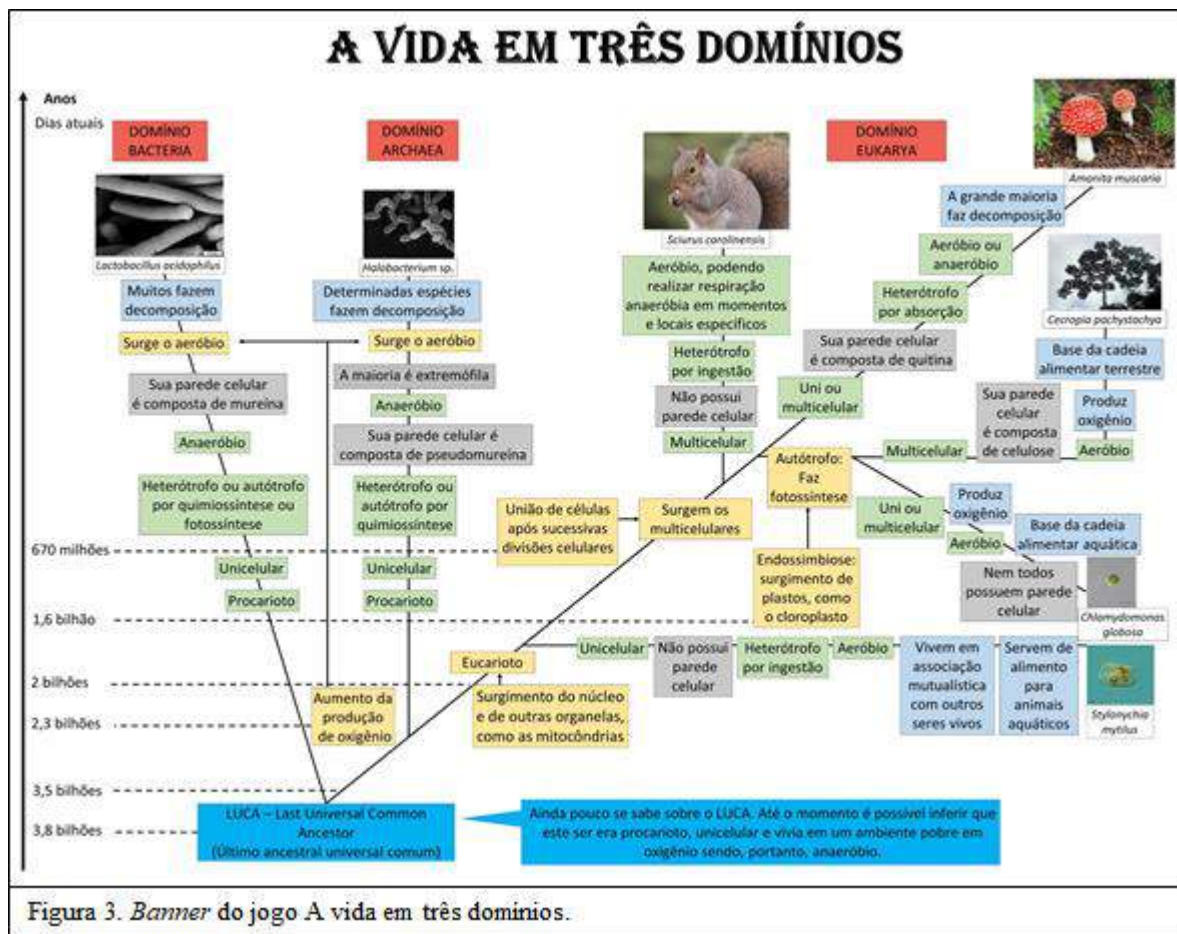 A VIDA EM TRÊS DOMÍNIOS
Anos
Dias atuais
670 milhões
1,6 bilhão
2 bilhões
2,3 bilhões
3,5 bilhões
3,8 bilhões
DOMÍNIO
BACTERIA
Lactobacillus acidophilus
Muitos fazem
decomposição
Surge o aeróbio
Sua parede celular
é composta de mureína
Anaeróbio
Heterótrofo ou autótrofo
por quimiossíntese ou
fotossíntese
Unicelular
Procarioto
DOMÍNIO
ARCHAEA
Halobacterium sp.
Determinadas espécies
fazem decomposição
Surge o aeróbio
A maioria é extremófila
Anaeróbio
Sua parede celular é
composta de pseudomureína
Heterótrofo ou
autótrofo por
quimiossíntese
Unicelular
Procarioto
Aumento da
produção
de oxigênio
DOMÍNIO
EUKARYA
Sciurus carolinensis
Aeróbio, podendo
realizar respiração
anaeróbia em momentos
e locais específicos
Heterótrofo
por ingestão
Não possui
parede celular
Multicelular
Amanita muscaria
A grande maioria
faz decomposição
Aeróbio ou
anaeróbio
Heterótrofo
por absorção
Sua parede celular
é composta de quitina
Uni ou
multicelular
Cecropia pachystachya
Base da cadeia
alimentar terrestre
Produz
oxigênio
Aeróbio
Sua parede
celular
é composta
de celulose
Multicelular
Autótrofo:
Faz
fotossíntese
Uni ou
multicelular
Produz
oxigênio
Aeróbio
Base da cadeia
alimentar aquática
Nem todos
possuem parede
celular
Chlamydomonas
globosa
União de células
após sucessivas
divisões celulares
Surgem os
multicelulares
Endossimbiose:
surgimento de
plastos, como
o cloroplasto
Eucarioto
Surgimento do núcleo
e de outras organelas,
como as mitocôndrias
Unicelular
Não possui
parede
celular
Heterótrofo
por ingestão
Aeróbio
Vivem em
associação
mutualística
com outros
seres vivos
Servem de
alimento
para
animais
aquáticos
Stylonychia
mytilus
LUCA – Last Universal Common
Ancestor
(Último ancestral universal comum)
Ainda pouco se sabe sobre o LUCA. Até o momento é possível inferir que
este ser era procarioto, unicelular e vivia em um ambiente pobre em
oxigênio sendo, portanto, anaeróbio.
Figura 3. Banner do jogo A vida em três domínios.